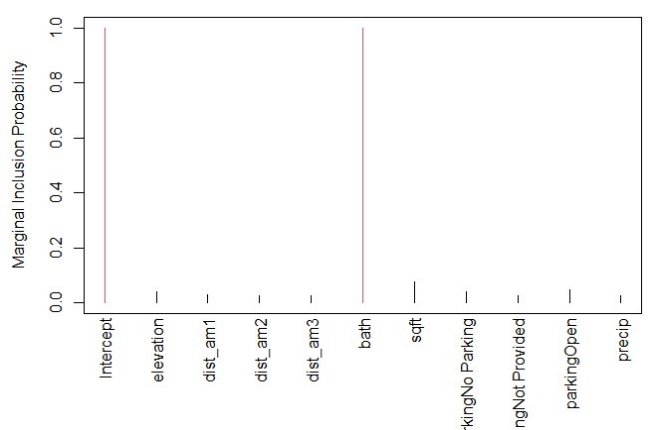 Marginal Inclusion Probability
1.0
0.8
0.6
0.4
0.2
0.0
Intercept
elevation
dist_am1
dist_am2
dist_am3
bath
sqft
rkingNo Parking
ngNot Provided
parkingOpen
precip